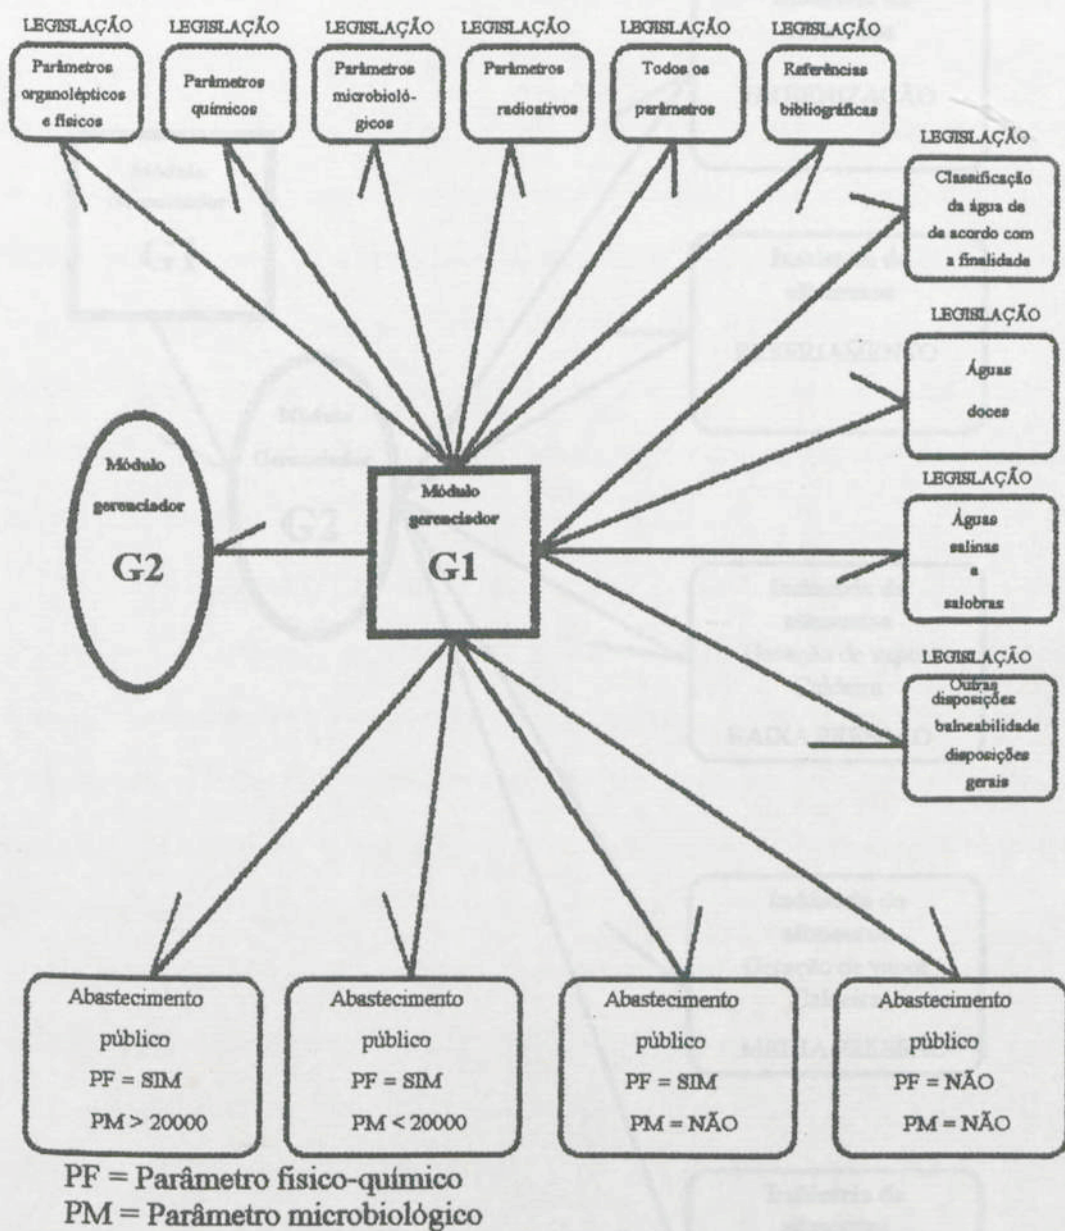 LEGISLAÇÃO
Parâmetros
organolépticos
e físicos
LEGISLAÇÃO
Parâmetros
químicos
LEGISLAÇÃO
Parâmetros
microbioló-
gicos
LEGISLAÇÃO
Parâmetros
radioativos
LEGISLAÇÃO
Todos os
parâmetros
LEGISLAÇÃO
Referências
bibliográficas
LEGISLAÇÃO
Classificação
da água de
de acordo com
a finalidade
LEGISLAÇÃO
Águas
doces
LEGISLAÇÃO
Águas
salinas
e
salobras
LEGISLAÇÃO
Outras
disposições
balneabilidade
disposições
gerais
Módulo
gerenciador
G2
Módulo
gerenciador
G1
Abastecimento
público
PF = SIM
PM > 20000
Abastecimento
público
PF = SIM
PM < 20000
Abastecimento
público
PF = SIM
PM = NÃO
Abastecimento
público
PF = NÃO
PM = NÃO
PF = Parâmetro fisico-químico
PM = Parâmetro microbiológico